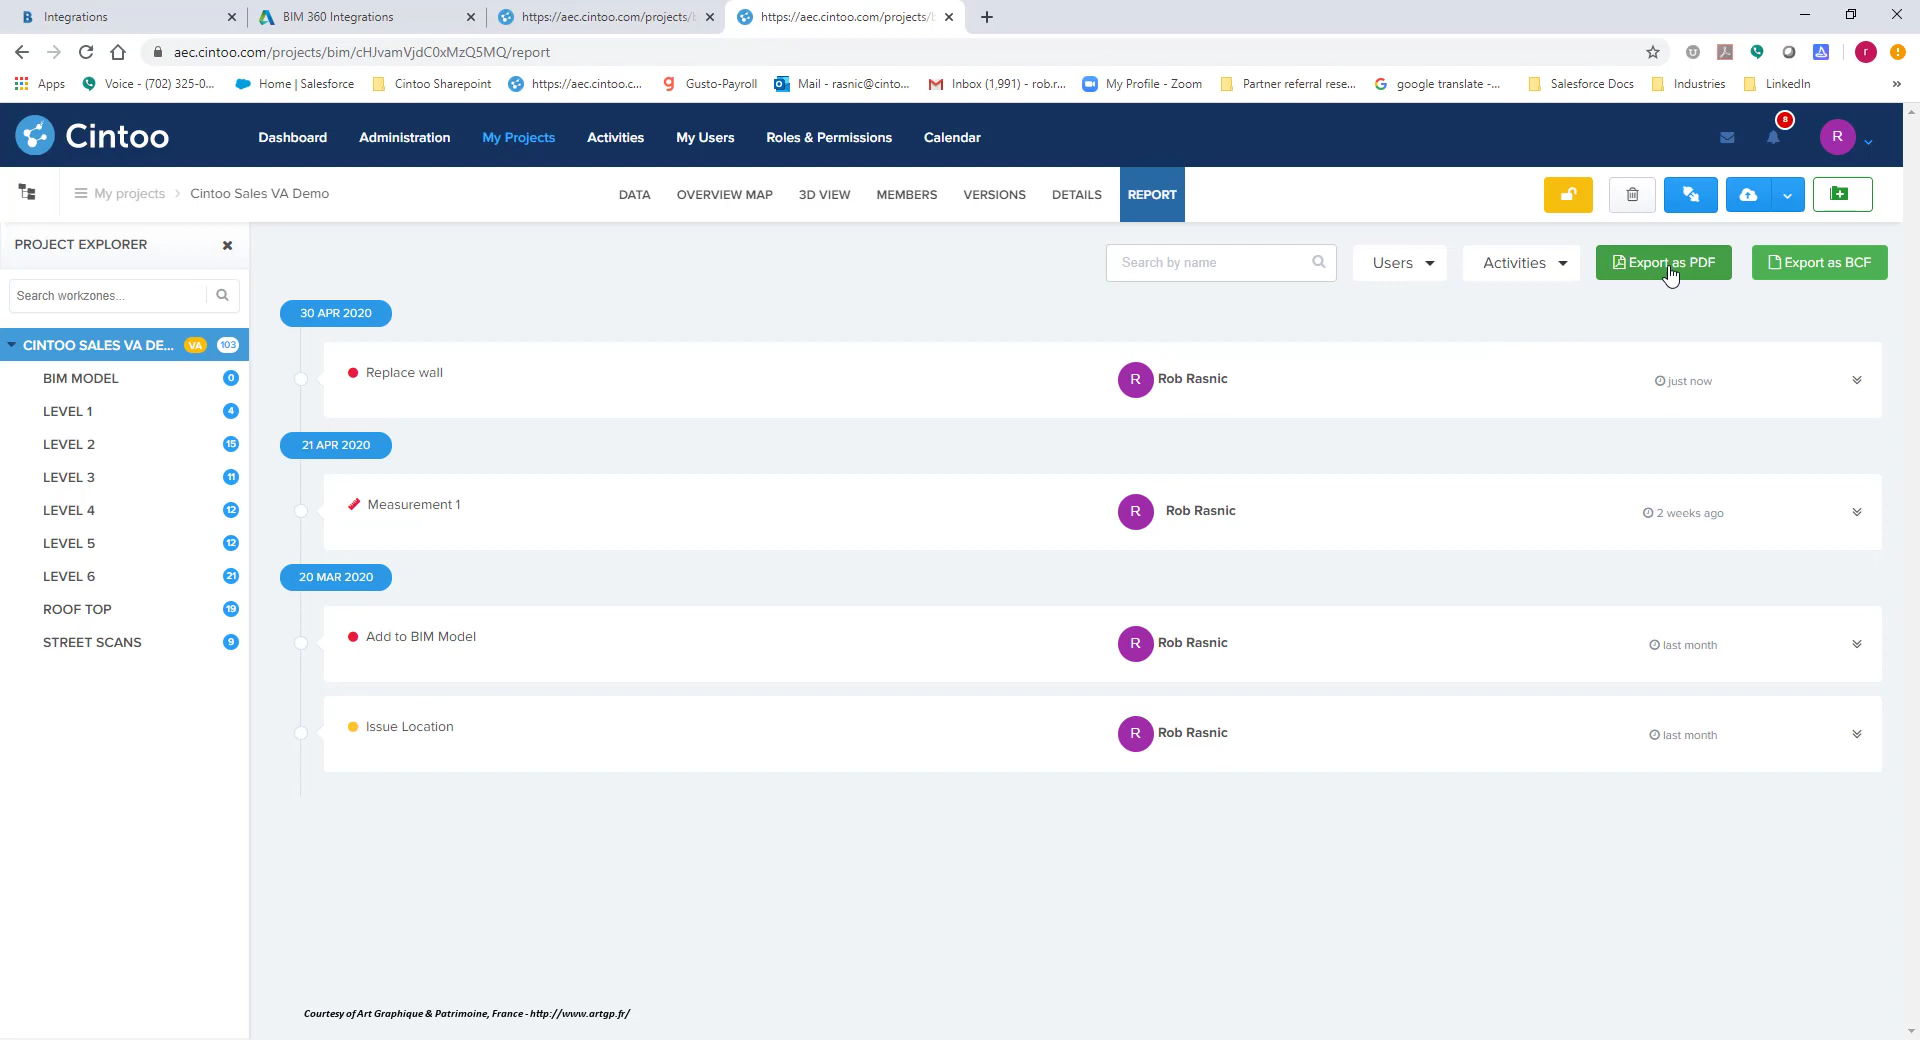 Integrations
BIM 360 Integrations
https://aec.cintoo.com/projects/
https://aec.cintoo.com/projects/
aec.cintoo.com/projects/bim/cHJvamVjdC0xMzQ5MQ/report
Apps
Voice - (702) 325-0...
Home | Salesforce
Cintoo Sharepoint
https://aec.cintoo.c...
Gusto-Payroll
Mail - rasnic@cinto...
Inbox (1,991) - rob.r...
My Profile - Zoom
Partner referral rese...
google translate -...
Salesforce Docs
Industries
LinkedIn
Cintoo
Dashboard
Administration
My Projects
Activities
My Users
Roles & Permissions
Calendar
8
R
My projects > Cintoo Sales VA Demo
DATA
OVERVIEW MAP
3D VIEW
MEMBERS
VERSIONS
DETAILS
REPORT
PROJECT EXPLORER
Search workzones...
CINTOO SALES VA DE... VA 103
BIM MODEL 0
LEVEL 1 4
LEVEL 2 15
LEVEL 3 11
LEVEL 4 12
LEVEL 5 12
LEVEL 6 21
ROOF TOP 19
STREET SCANS 9
Search by name
Users
Activities
Export as PDF
Export as BCF
30 APR 2020
Replace wall R Rob Rasnic just now
21 APR 2020
Measurement 1 R Rob Rasnic 2 weeks ago
20 MAR 2020
Add to BIM Model R Rob Rasnic last month
Issue Location R Rob Rasnic last month
Courtesy of Art Graphique & Patrimoine, France - http://www.artgp.fr/